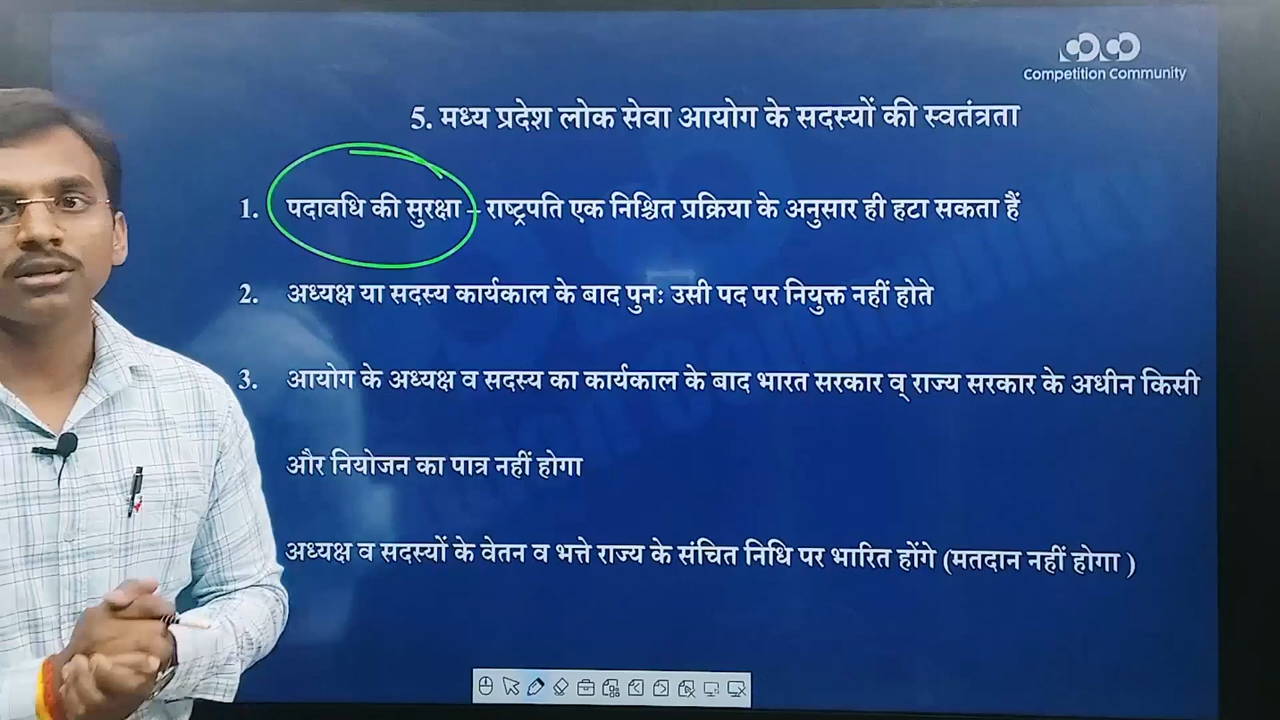 Competition Community
5. मध्य प्रदेश लोक सेवा आयोग के सदस्यों की स्वतंत्रता
1. पदावधि की सुरक्षा – राष्ट्रपति एक निश्चित प्रक्रिया के अनुसार ही हटा सकता हैं
2. अध्यक्ष या सदस्य कार्यकाल के बाद पुनः उसी पद पर नियुक्त नहीं होते
3. आयोग के अध्यक्ष व सदस्य का कार्यकाल के बाद भारत सरकार व् राज्य सरकार के अधीन किसी
और नियोजन का पात्र नहीं होगा
अध्यक्ष व सदस्यों के वेतन व भत्ते राज्य के संचित निधि पर भारित होंगे (मतदान नहीं होगा )